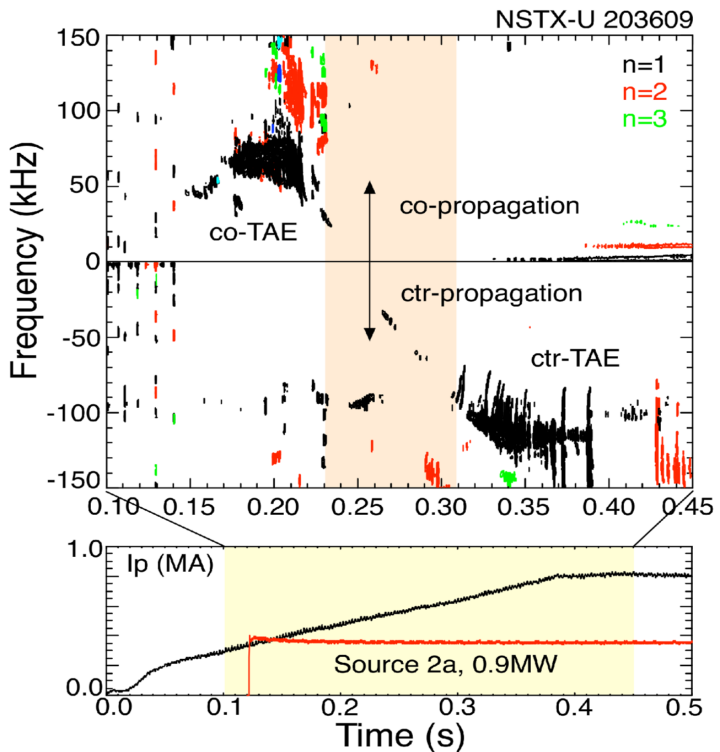 NSTX-U 203609
150
n=1
n=2
100
n=3
50
co-propagation
co-TAE
Frequency (kHz)
0
ctr-propagation
-50
ctr-TAE
-100
-150
0.10 0.15 0.20 0.25 0.30 0.35 0.40 0.45
1.0
Ip (MA)
Source 2a, 0.9MW
0.0
0.0 0.1 0.2 0.3 0.4 0.5
Time (s)